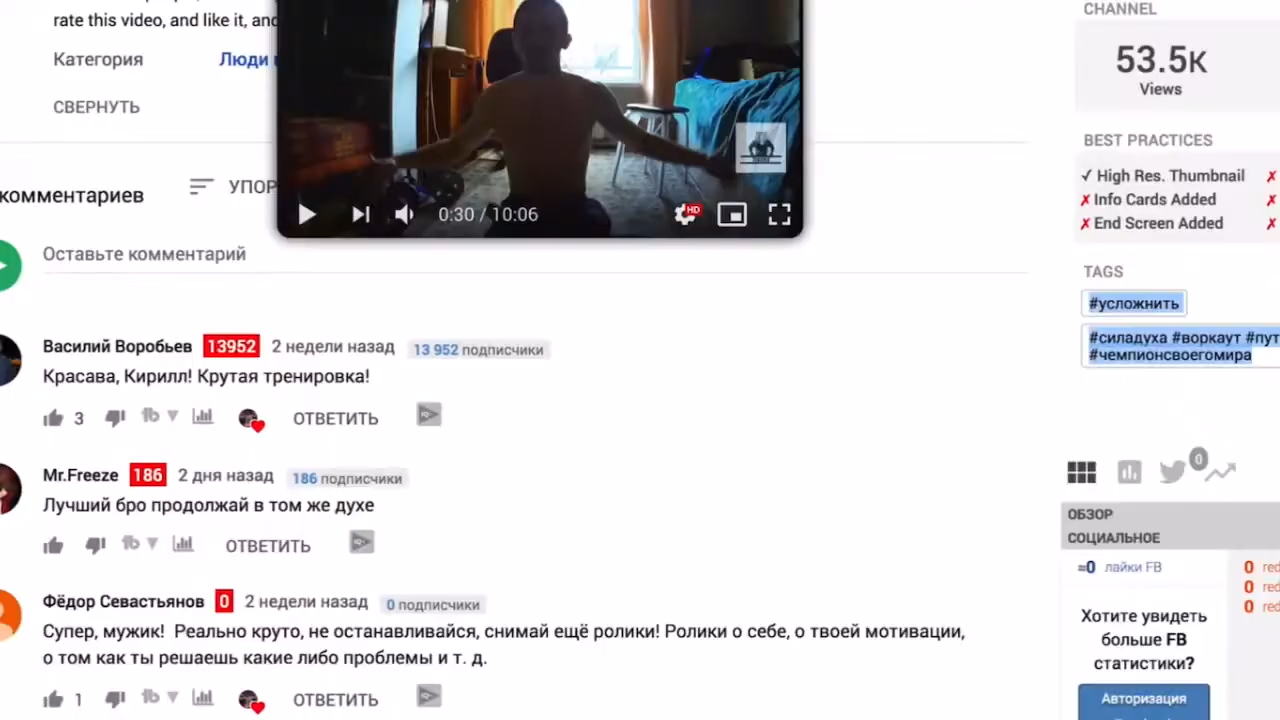 rate this video, and like it, and
Категория
Люди
СВЕРНУТЬ
комментариев
УПОР
0:30 / 10:06
HD
Оставьте комментарий
Василий Воробьев 13952 2 недели назад 13 952 подписчики
Красава, Кирилл! Крутая тренировка!
3 ОТВЕТИТЬ
Mr.Freeze 186 2 дня назад 186 подписчики
Лучший бро продолжай в том же духе
ОТВЕТИТЬ
Фёдор Севастьянов 0 2 недели назад 0 подписчики
Супер, мужик! Реально круто, не останавливайся, снимай ещё ролики! Ролики о себе, о твоей мотивации,
о том как ты решаешь какие либо проблемы и т. д.
1 ОТВЕТИТЬ
CHANNEL
53.5K
Views
BEST PRACTICES
✓ High Res. Thumbnail ✗
✗ Info Cards Added ✗
✗ End Screen Added ✗
TAGS
#усложнить
#силадуха #воркаут #пут
#чемпионсвоегомира
0
ОБЗОР
СОЦИАЛЬНОЕ
≈0 лайки FB
0 red
0 red
0 red
Хотите увидеть
больше FB
статистики?
Авторизация